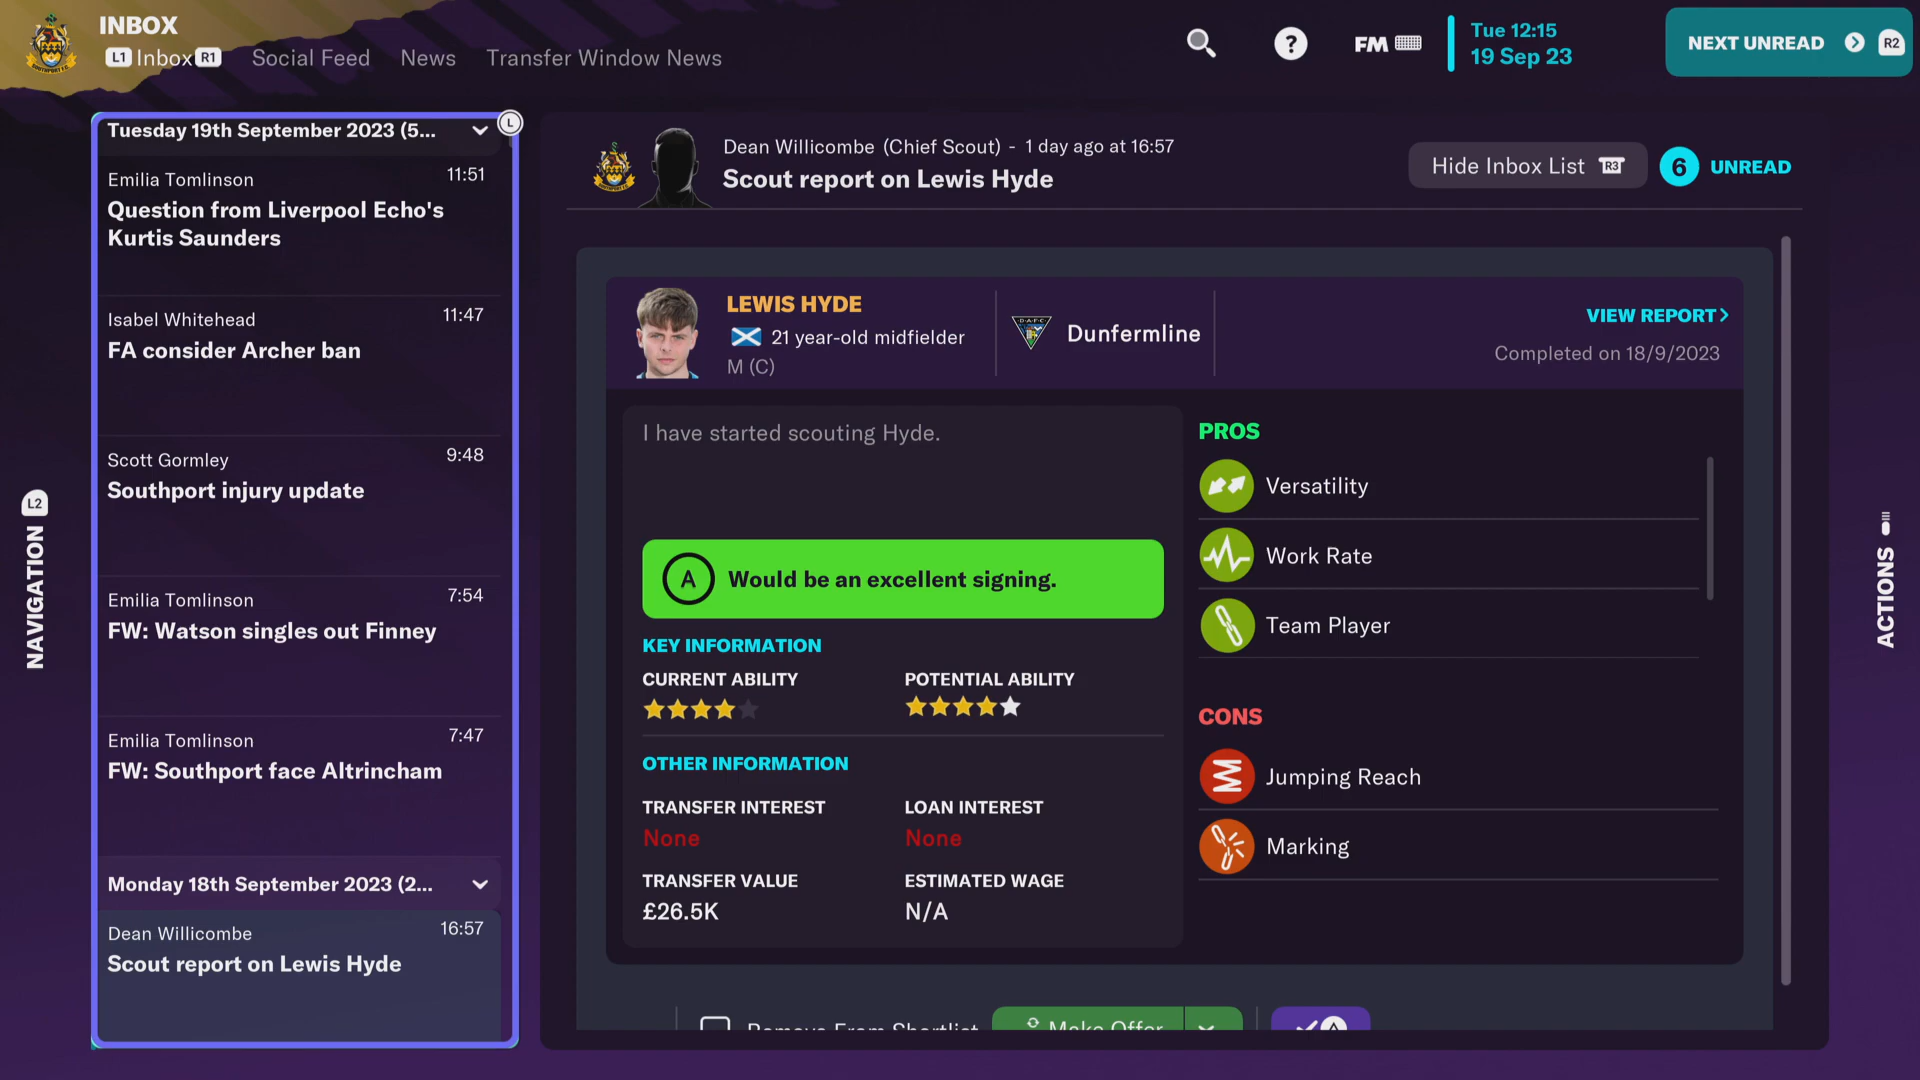 INBOX
L1 Inbox R1 Social Feed News Transfer Window News
FM
Tue 12:15
19 Sep 23
NEXT UNREAD R2
Tuesday 19th September 2023 (5...
L
Emilia Tomlinson 11:51
Question from Liverpool Echo's
Kurtis Saunders
Isabel Whitehead 11:47
FA consider Archer ban
Scott Gormley 9:48
Southport injury update
Emilia Tomlinson 7:54
FW: Watson singles out Finney
Emilia Tomlinson 7:47
FW: Southport face Altrincham
Monday 18th September 2023 (2...
Dean Willicombe 16:57
Scout report on Lewis Hyde
NAVIGATION L2
Dean Willicombe (Chief Scout) - 1 day ago at 16:57
Scout report on Lewis Hyde
Hide Inbox List R3
6 UNREAD
LEWIS HYDE
21 year-old midfielder
M (C)
Dunfermline
VIEW REPORT
Completed on 18/9/2023
I have started scouting Hyde.
A Would be an excellent signing.
KEY INFORMATION
CURRENT ABILITY POTENTIAL ABILITY
OTHER INFORMATION
TRANSFER INTEREST LOAN INTEREST
None None
TRANSFER VALUE ESTIMATED WAGE
£26.5K N/A
PROS
Versatility
Work Rate
Team Player
CONS
Jumping Reach
Marking
Remove From Shortlist Make Offer
ACTIONS